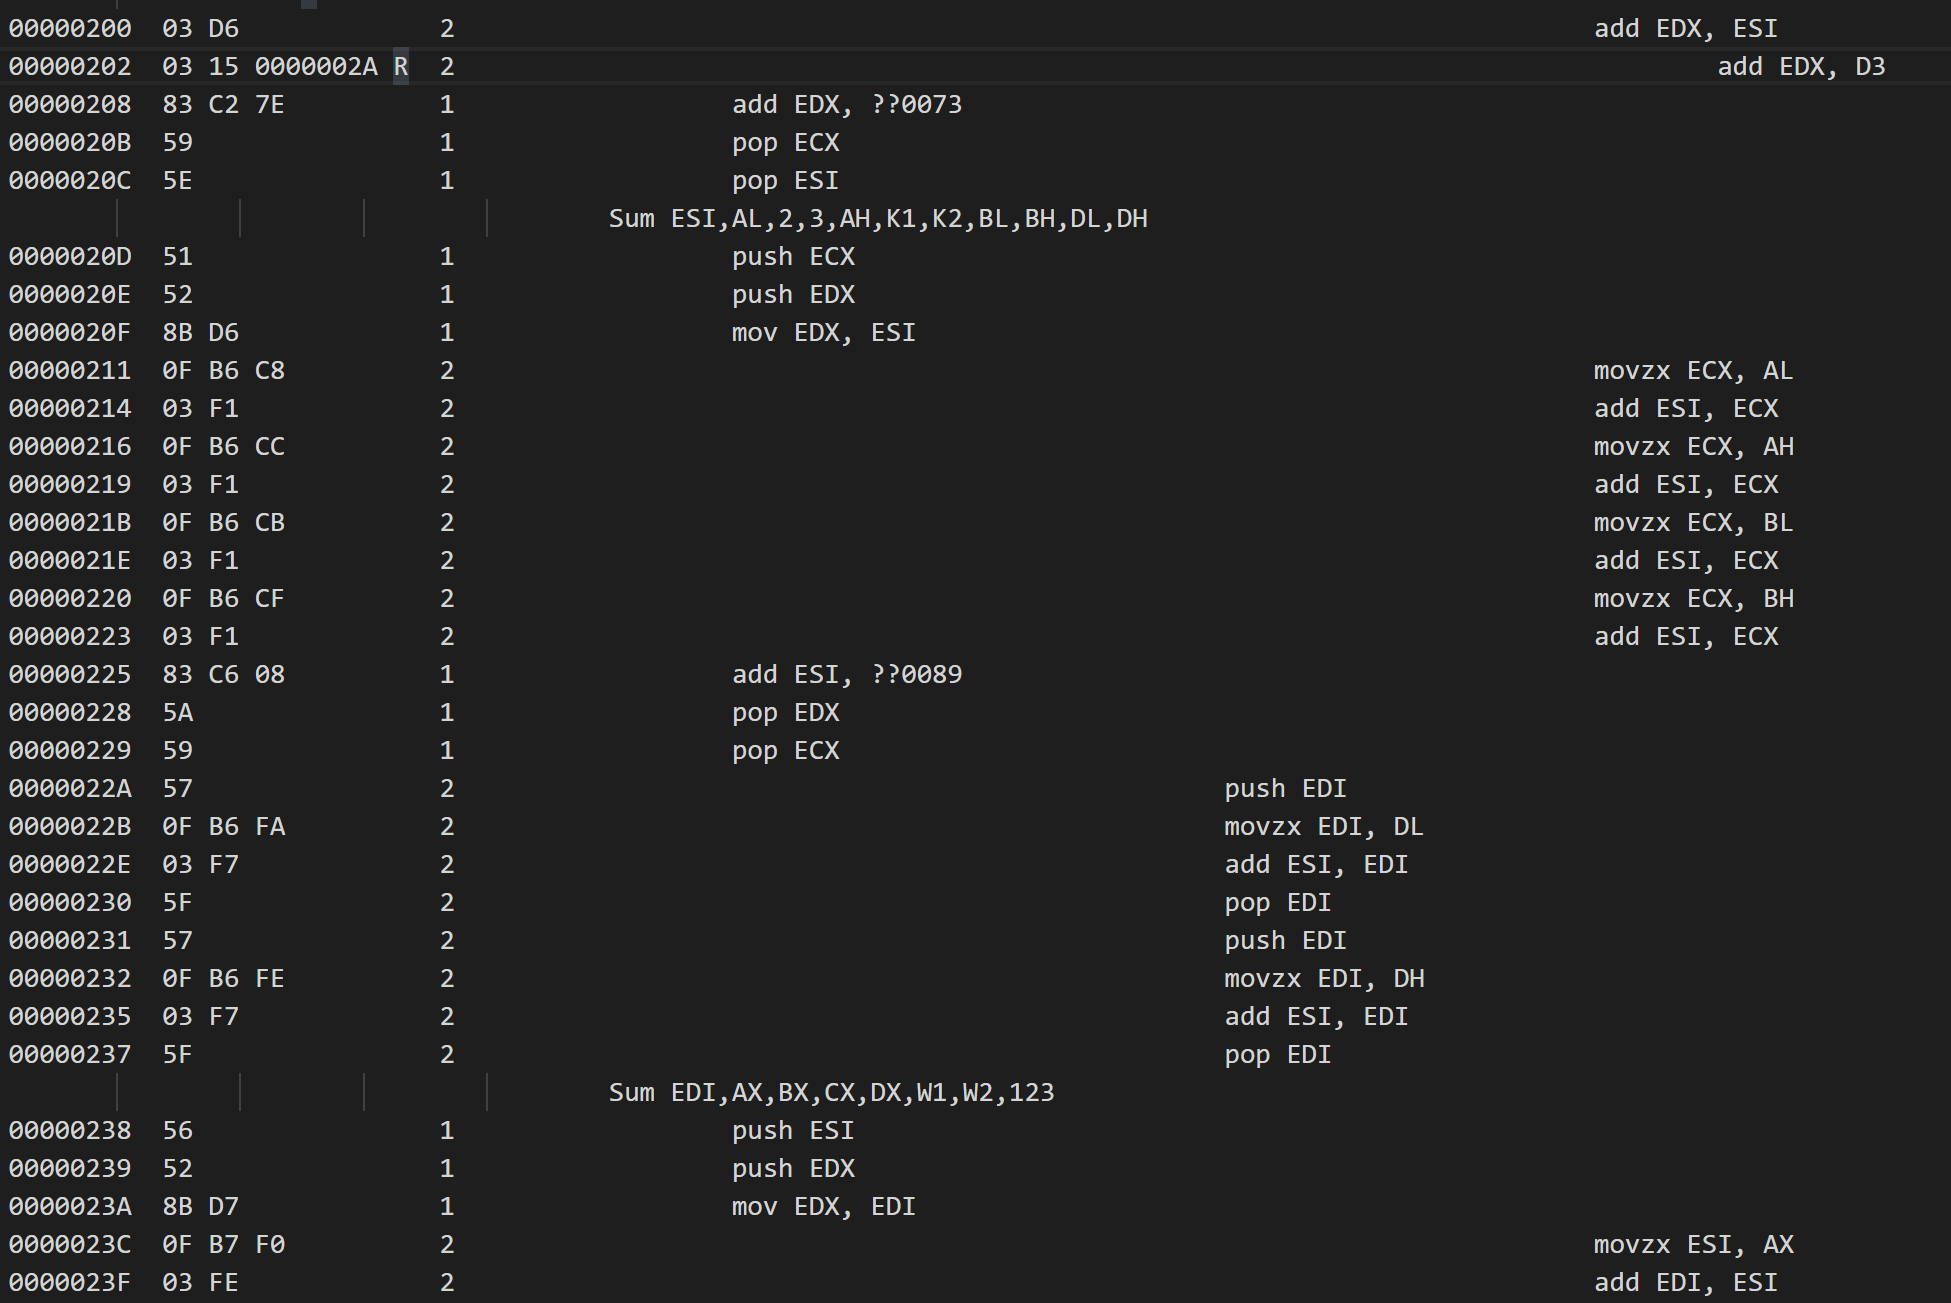 00000200 03 D6 2 add EDX, ESI
00000202 03 15 0000002A R 2 add EDX, D3
00000208 83 C2 7E 1 add EDX, ??0073
0000020B 59 1 pop ECX
0000020C 5E 1 pop ESI
Sum ESI,AL,2,3,AH,K1,K2,BL,BH,DL,DH
0000020D 51 1 push ECX
0000020E 52 1 push EDX
0000020F 8B D6 1 mov EDX, ESI
00000211 0F B6 C8 2 movzx ECX, AL
00000214 03 F1 2 add ESI, ECX
00000216 0F B6 CC 2 movzx ECX, AH
00000219 03 F1 2 add ESI, ECX
0000021B 0F B6 CB 2 movzx ECX, BL
0000021E 03 F1 2 add ESI, ECX
00000220 0F B6 CF 2 movzx ECX, BH
00000223 03 F1 2 add ESI, ECX
00000225 83 C6 08 1 add ESI, ??0089
00000228 5A 1 pop EDX
00000229 59 1 pop ECX
0000022A 57 2 push EDI
0000022B 0F B6 FA 2 movzx EDI, DL
0000022E 03 F7 2 add ESI, EDI
00000230 5F 2 pop EDI
00000231 57 2 push EDI
00000232 0F B6 FE 2 movzx EDI, DH
00000235 03 F7 2 add ESI, EDI
00000237 5F 2 pop EDI
Sum EDI,AX,BX,CX,DX,W1,W2,123
00000238 56 1 push ESI
00000239 52 1 push EDX
0000023A 8B D7 1 mov EDX, EDI
0000023C 0F B7 F0 2 movzx ESI, AX
0000023F 03 FE 2 add EDI, ESI